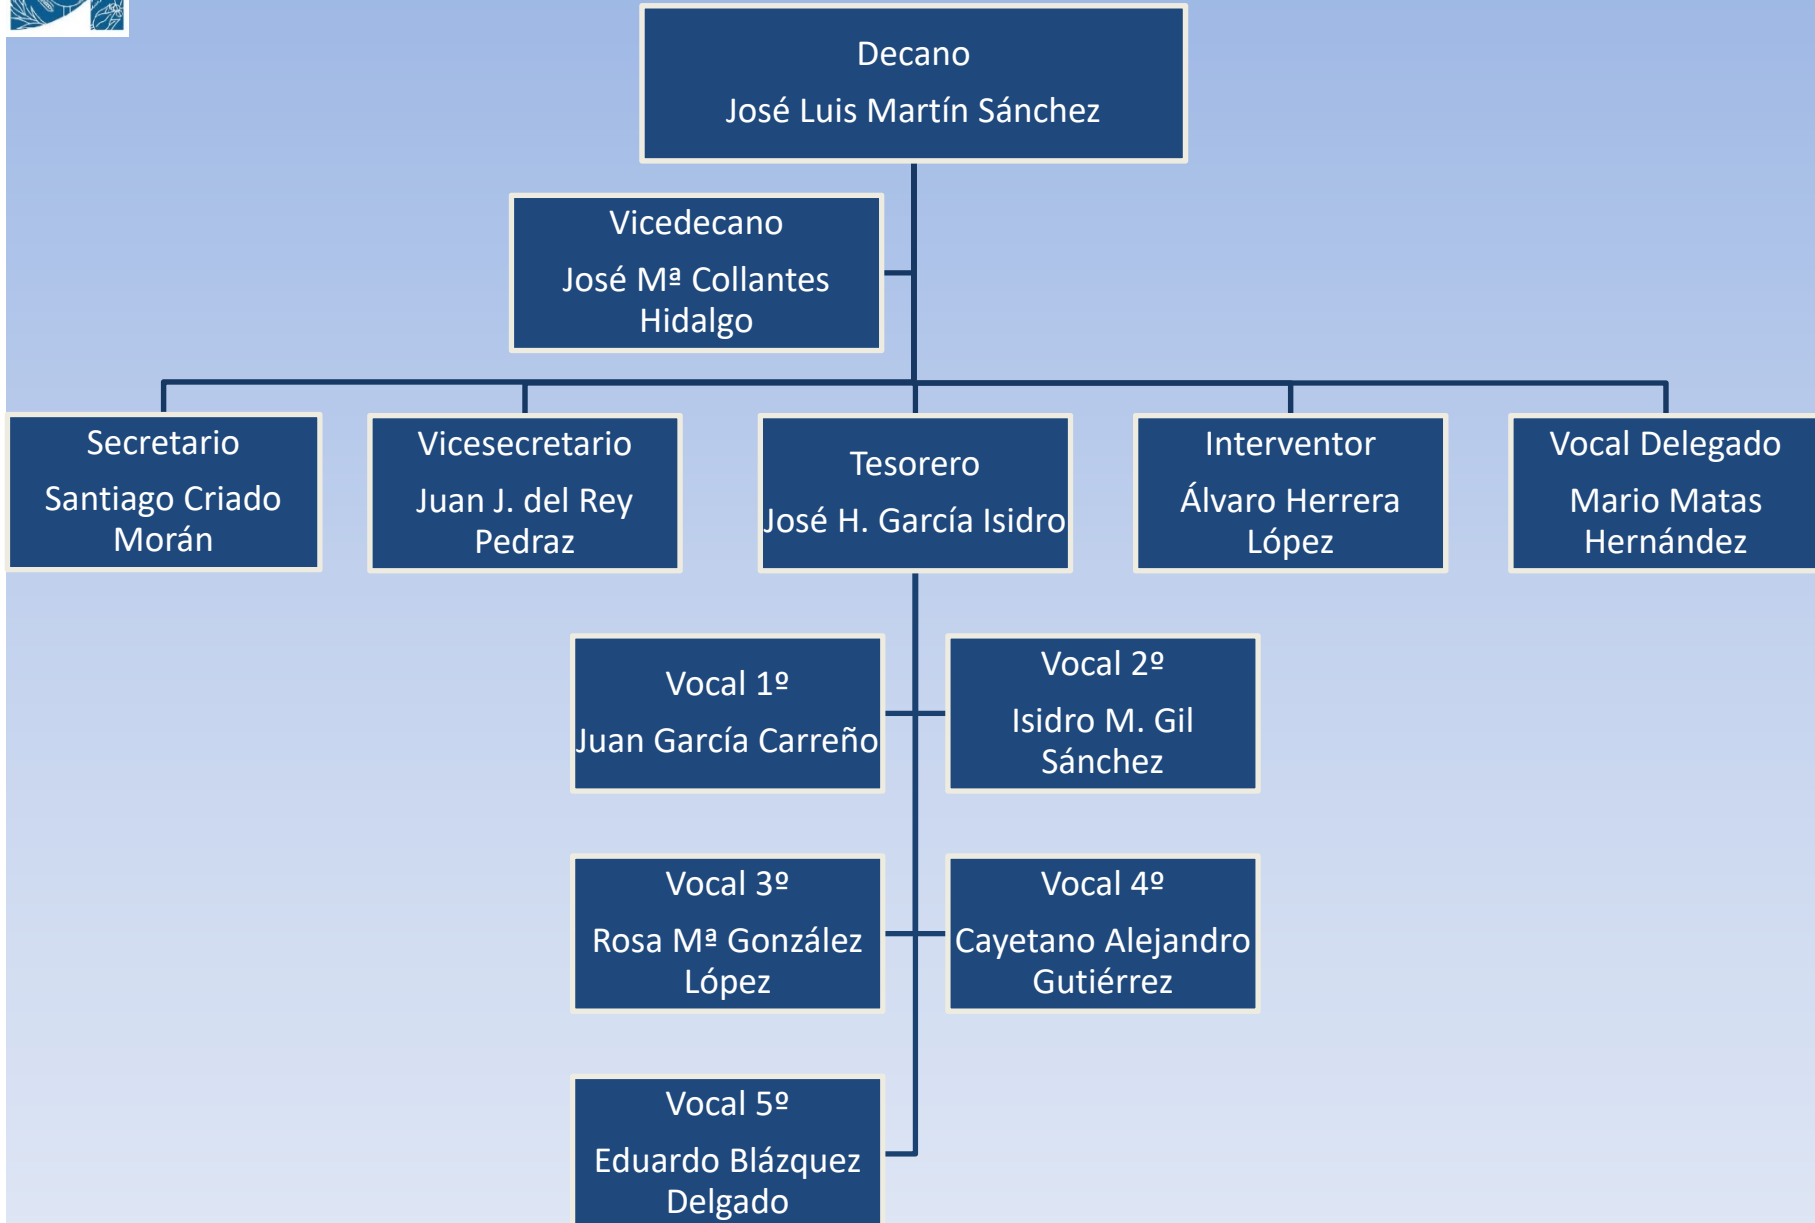 Decano
José Luis Martín Sánchez
Vicedecano
José Mª Collantes
Hidalgo
Secretario
Santiago Criado
Morán
Vicesecretario
Juan J. del Rey
Pedraz
Tesorero
José H. García Isidro
Interventor
Álvaro Herrera
López
Vocal Delegado
Mario Matas
Hernández
Vocal 1º
Juan García Carreño
Vocal 2º
Isidro M. Gil
Sánchez
Vocal 3º
Rosa Mª González
López
Vocal 4º
Cayetano Alejandro
Gutiérrez
Vocal 5º
Eduardo Blázquez
Delgado